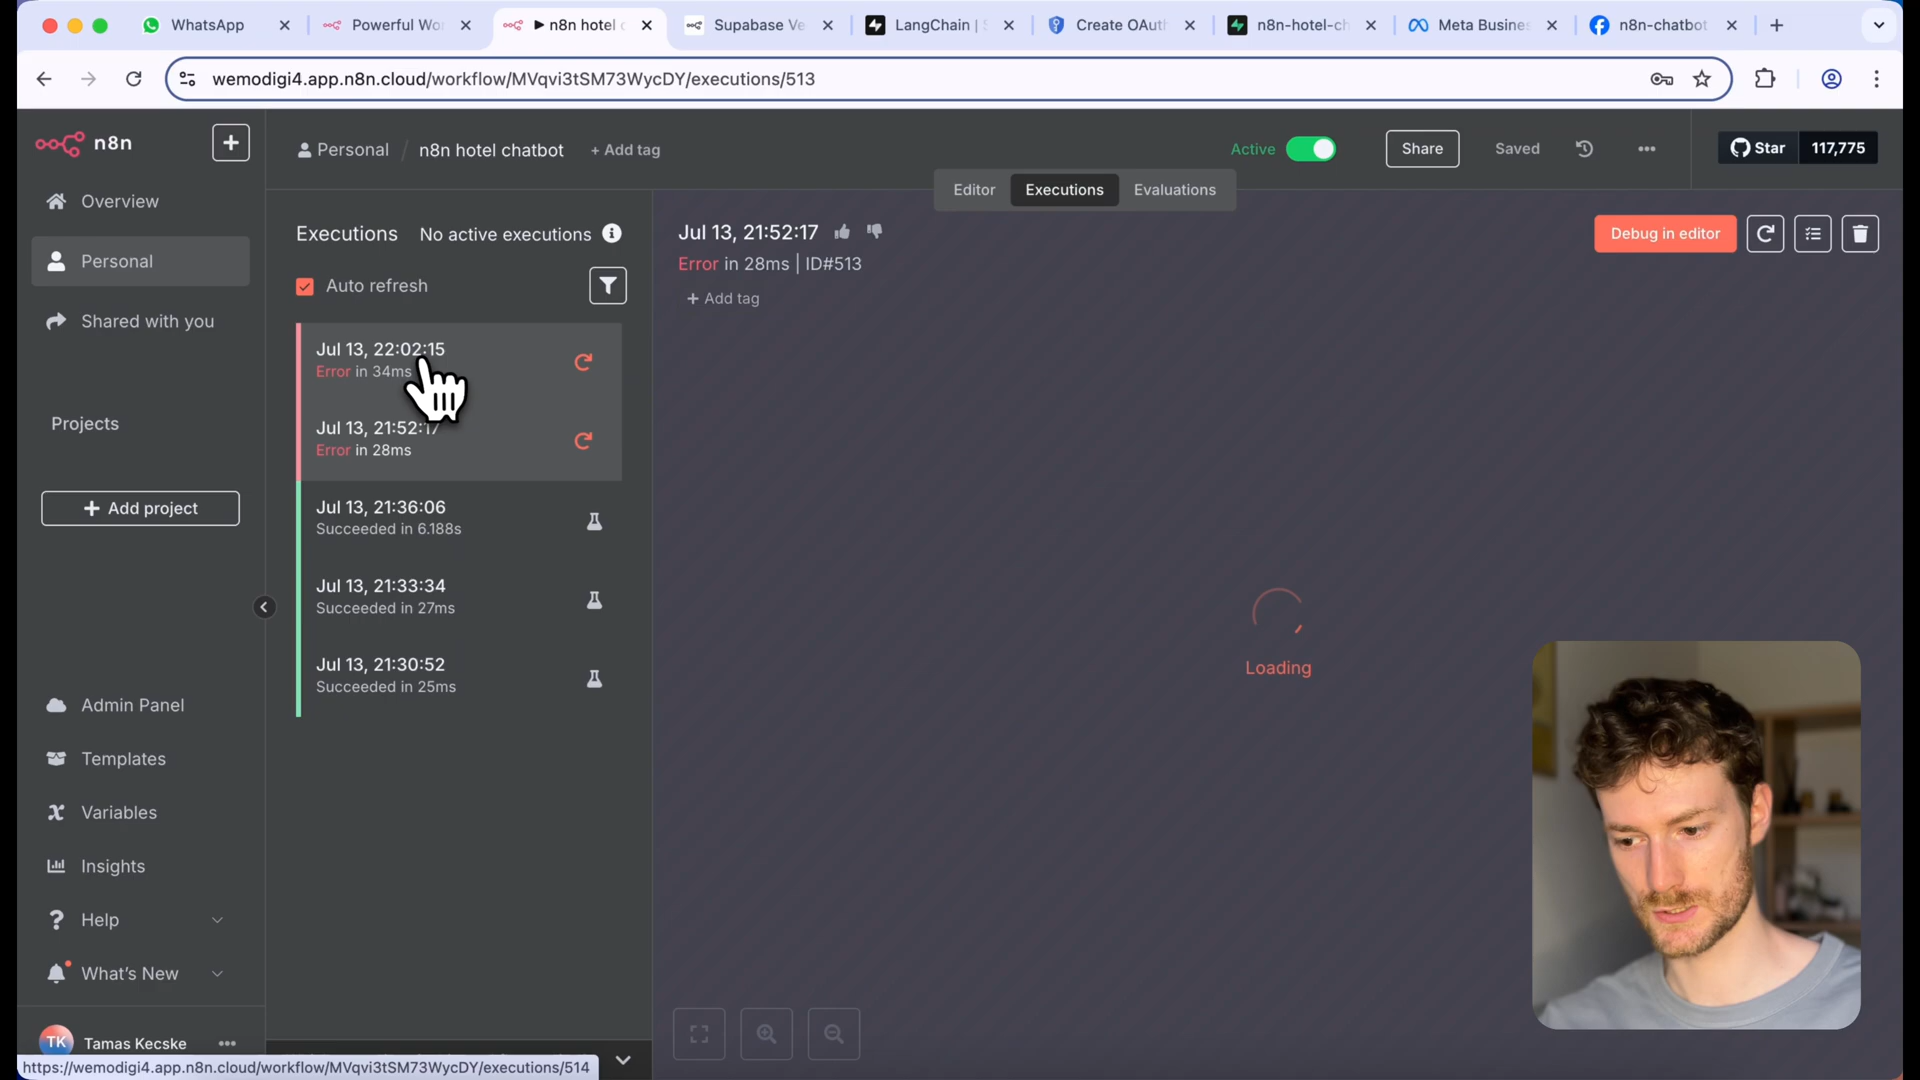 WhatsApp
Powerful Wo
n8n hotel c
Supabase Ve
LangChain | S
Create OAuth
n8n-hotel-ch
Meta Busines
n8n-chatbot
wemodigi4.app.n8n.cloud/workflow/MVqvi3tSM73WycDY/executions/513
n8n
Personal / n8n hotel chatbot + Add tag
Active
Share
Saved
Star 117,775
Editor
Executions
Evaluations
Overview
Personal
Shared with you
Projects
+ Add project
Admin Panel
Templates
Variables
Insights
Help
What's New
TK Tamas Kecske
Executions No active executions
Auto refresh
Jul 13, 22:02:15
Error in 34ms
Jul 13, 21:52:17
Error in 28ms
Jul 13, 21:36:06
Succeeded in 6.188s
Jul 13, 21:33:34
Succeeded in 27ms
Jul 13, 21:30:52
Succeeded in 25ms
Jul 13, 21:52:17
Error in 28ms | ID#513
+ Add tag
Debug in editor
Loading
https://wemodigi4.app.n8n.cloud/workflow/MVqvi3tSM73WycDY/executions/514